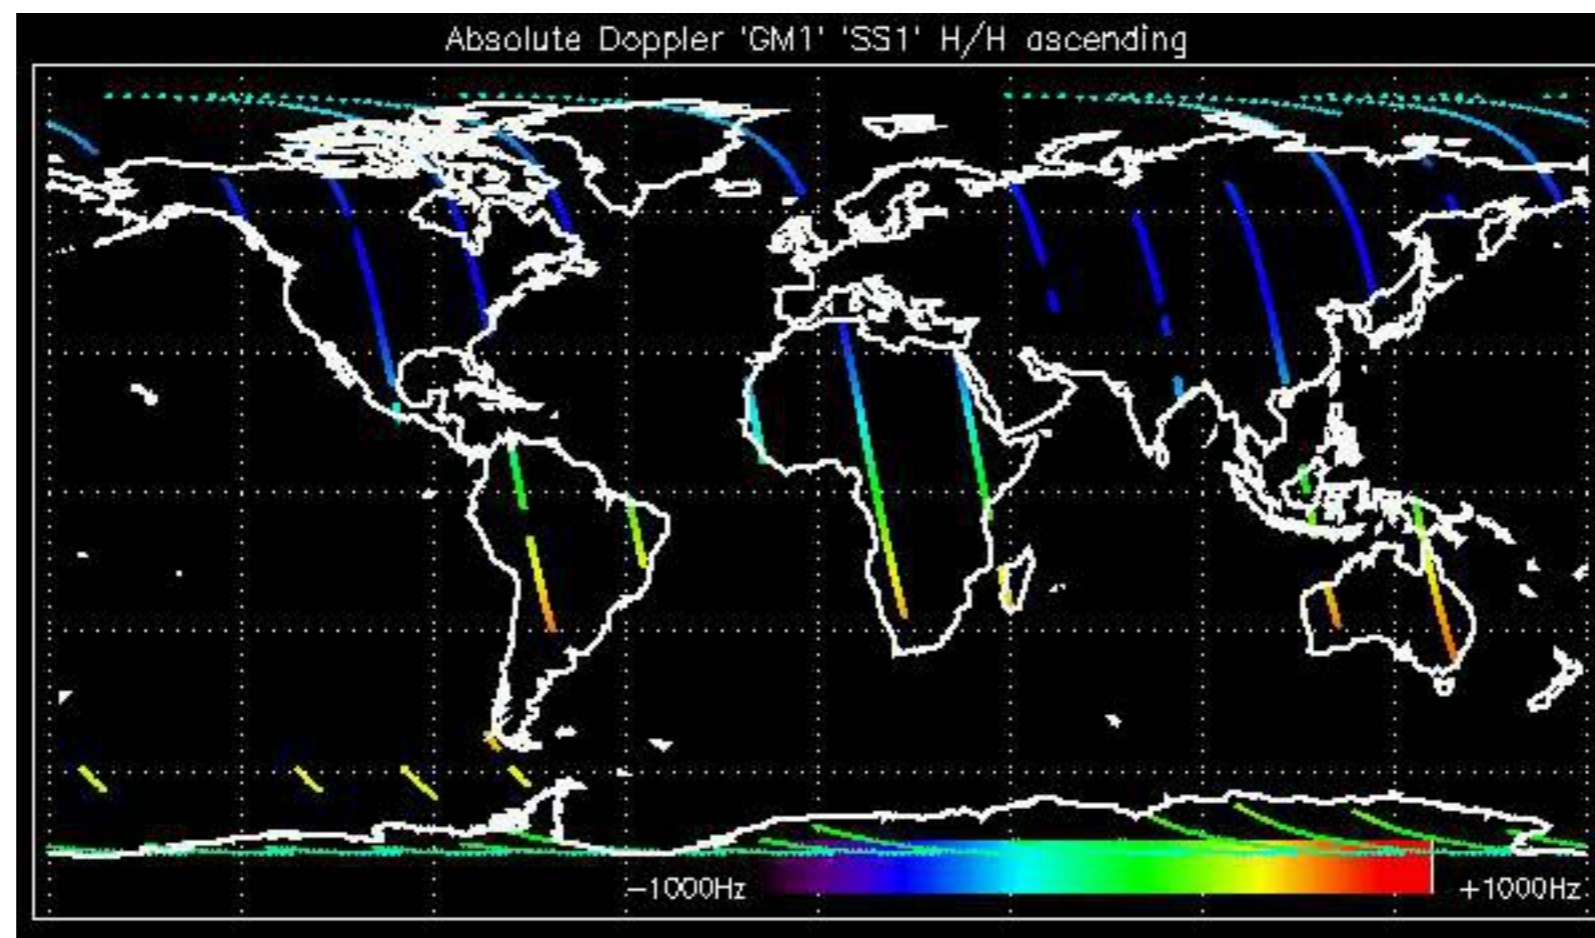 Absolute Doppler 'GM1' 'SS1' H/H ascending
-1000Hz
+1000Hz